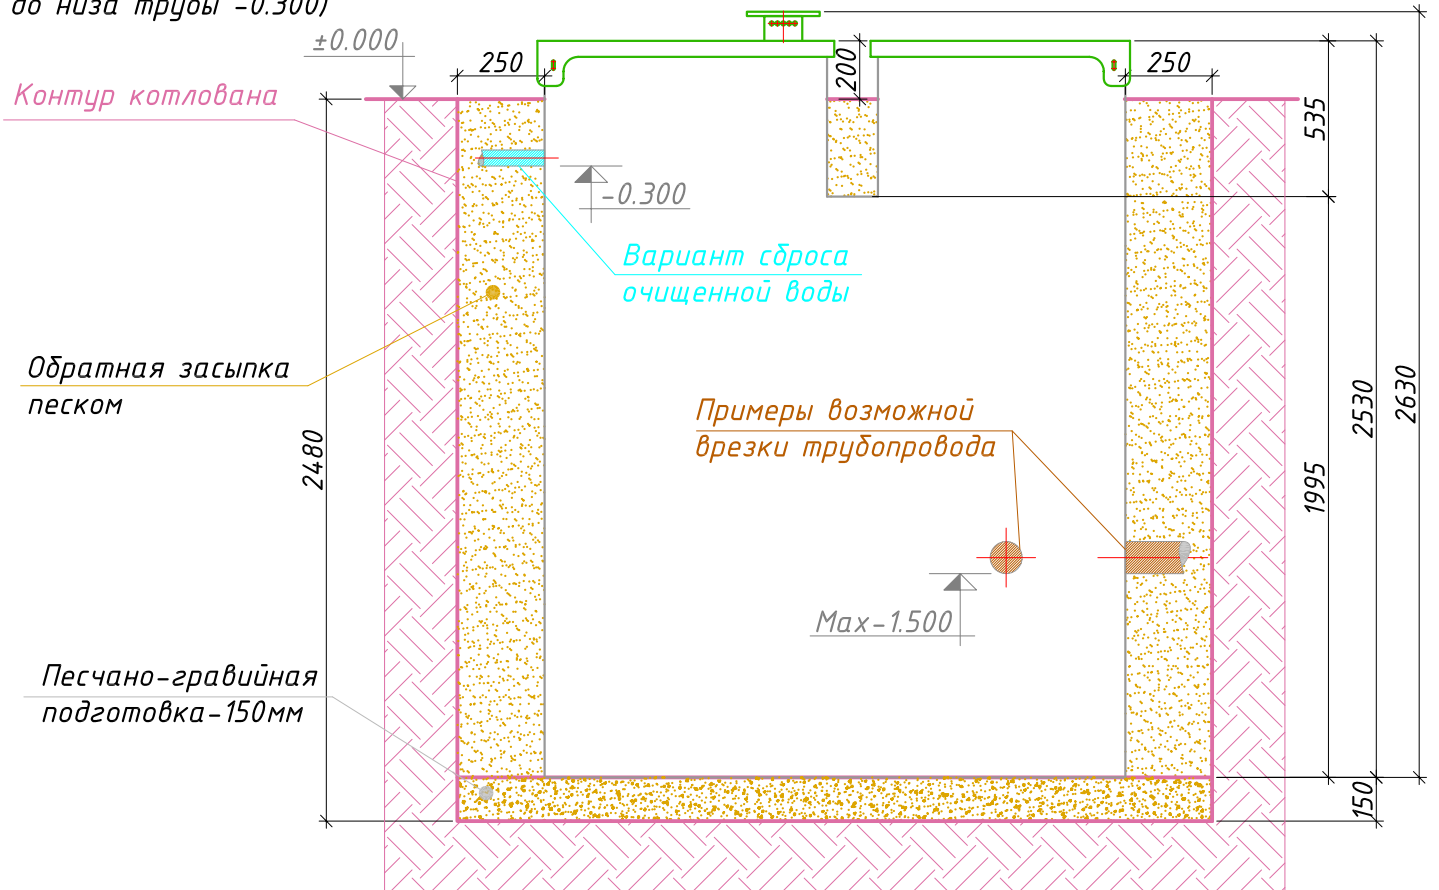 до низа трубы -0.300)
±0.000
250
200
250
Контур котлована
535
-0.300
Вариант сброса
очищенной воды
Обратная засыпка
песком
2480
Примеры возможной
врезки трубопровода
2530
2630
1995
Max-1.500
Песчано-гравийная
подготовка-150мм
150